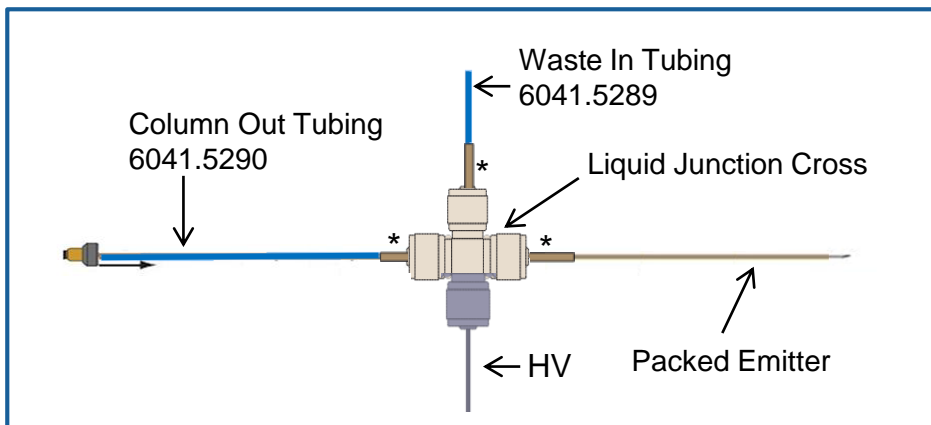 Waste In Tubing
6041.5289
Column Out Tubing
6041.5290
*
Liquid Junction Cross
*
*
HV
Packed Emitter